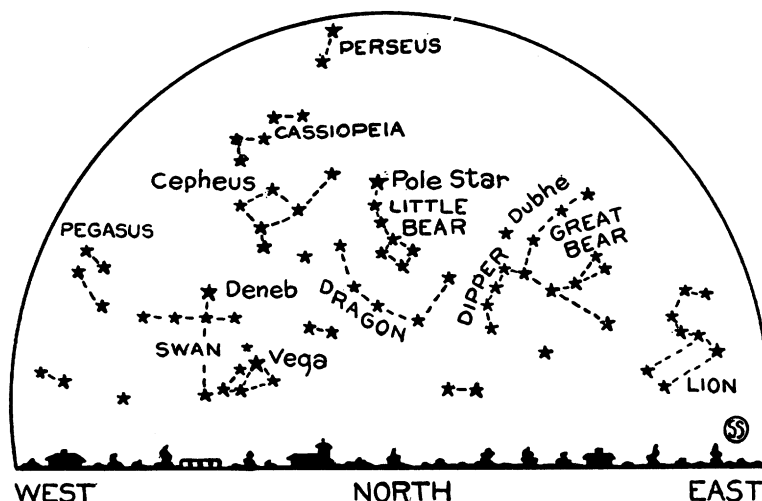 PERSEUS
CASSIOPEIA
Cepheus
Pole Star
LITTLE
BEAR
Dubhe
GREAT
BEAR
PEGASUS
Deneb
DRAGON
DIPPER
SWAN
Vega
LION
SS
WEST
NORTH
EAST